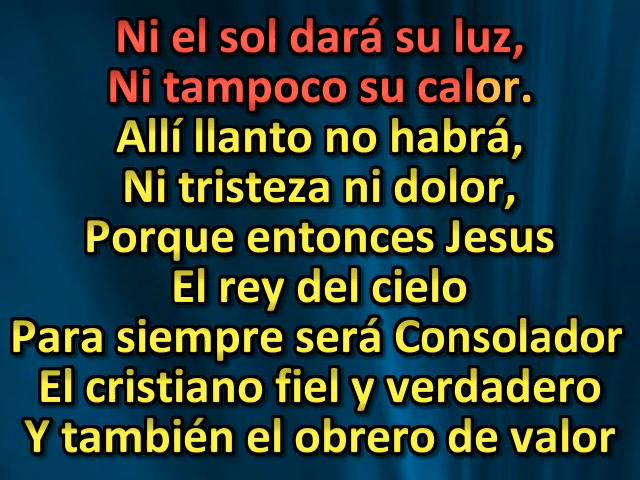 Ni el sol dará su luz,
Ni tampoco su calor.
Allí llanto no habrá,
Ni tristeza ni dolor,
Porque entonces Jesus
El rey del cielo
Para siempre será Consolador
El cristiano fiel y verdadero
Y también el obrero de valor